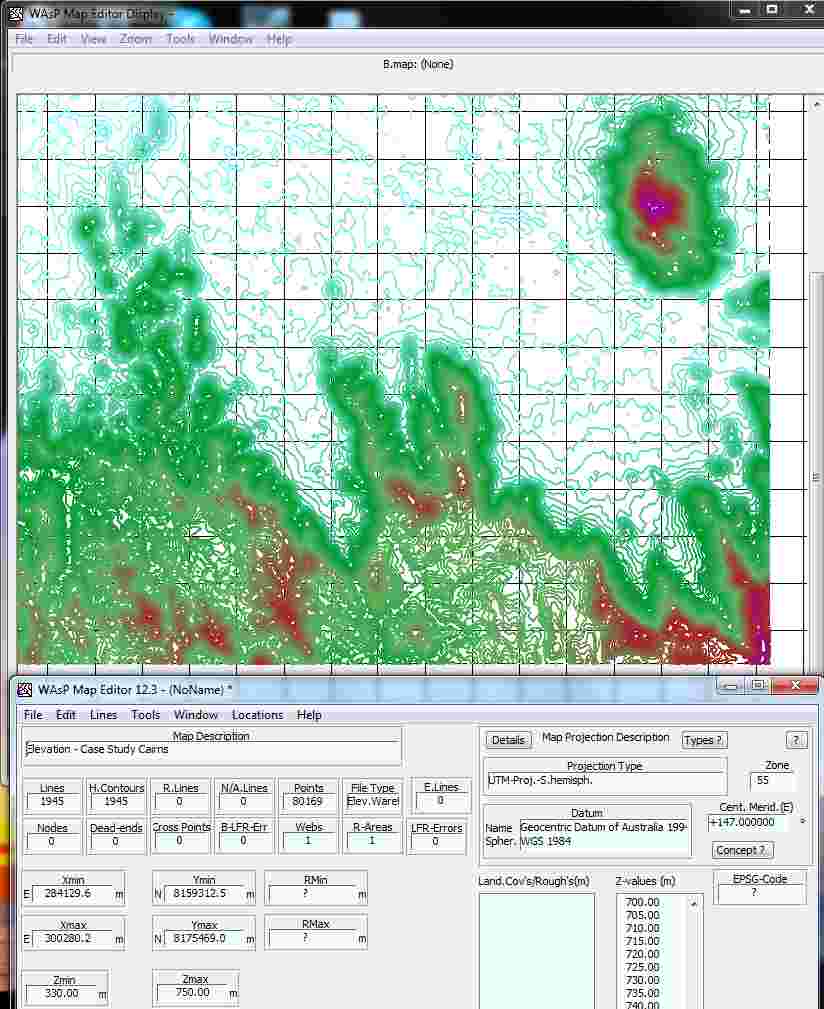 WAsP Map Editor Display -
File Edit View Zoom Tools Window Help
B.map: (None)
WAsP Map Editor 12.3 - (NoName) *
File Edit Lines Tools Window Locations Help
Map Description
Elevation - Case Study Cairns
Details Map Projection Description Types ? ?
Projection Type
UTM-Proj.-S.hemisph.
Zone
55
Lines H.Contours R.Lines N/A.Lines Points File Type E.Lines
1945 1945 0 0 80169 Elev.Ware 0
Nodes Dead-ends Cross Points B-LFR-Err Webs R-Areas LFR-Errors
0 0 0 0 1 1 0
Datum
Name Geocentric Datum of Australia 199
Spher. WGS 1984
Cent. Merid.(E)
+147.000000 °
Concept ?
Xmin Ymin RMin
E 284129.6 m N 8159312.5 m ? m
Xmax Ymax RMax
E 300280.2 m N 8175469.0 m ? m
Zmin Zmax
330.00 m 750.00 m
Land.Cov's/Rough's(m) Z-values (m)
700.00
705.00
710.00
715.00
720.00
725.00
730.00
735.00
740.00
EPSG-Code
?